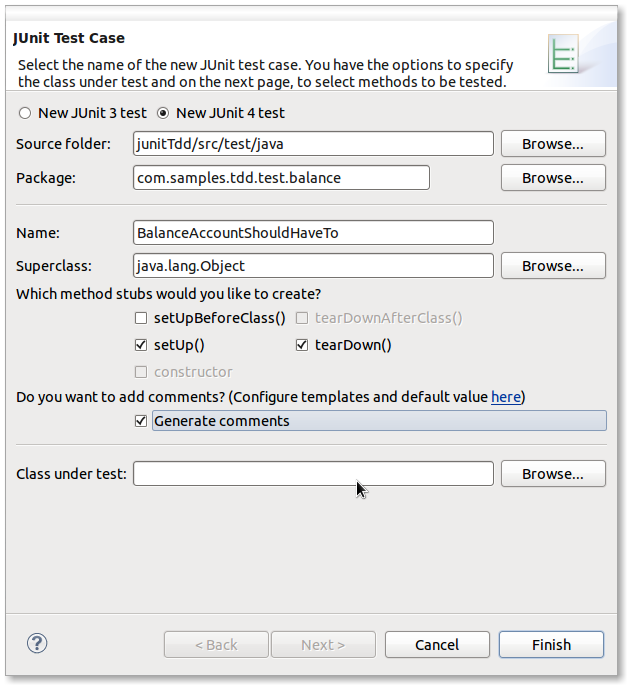 JUnit Test Case
Select the name of the new JUnit test case. You have the options to specify
the class under test and on the next page, to select methods to be tested.
New JUnit 3 test New JUnit 4 test
Source folder: junitTdd/src/test/java Browse...
Package: com.samples.tdd.test.balance Browse...
Name: BalanceAccountShouldHaveTo
Superclass: java.lang.Object Browse...
Which method stubs would you like to create?
setUpBeforeClass() tearDownAfterClass()
setUp() tearDown()
constructor
Do you want to add comments? (Configure templates and default value here)
Generate comments
Class under test: Browse...
? < Back Next > Cancel Finish